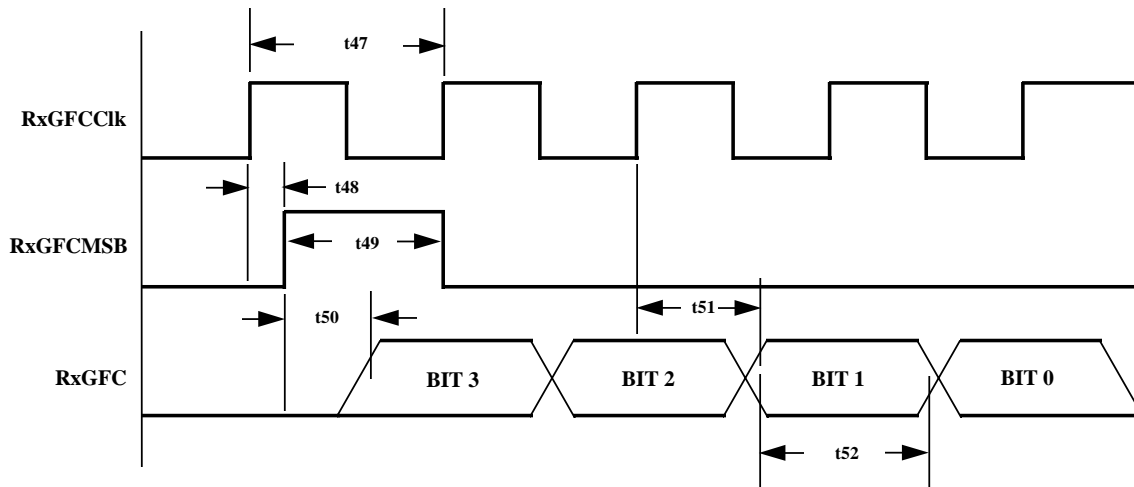 t47
RxGFCClk
t48
RxGFCMSB
t49
t50
t51
RxGFC
BIT 3
BIT 2
BIT 1
BIT 0
t52